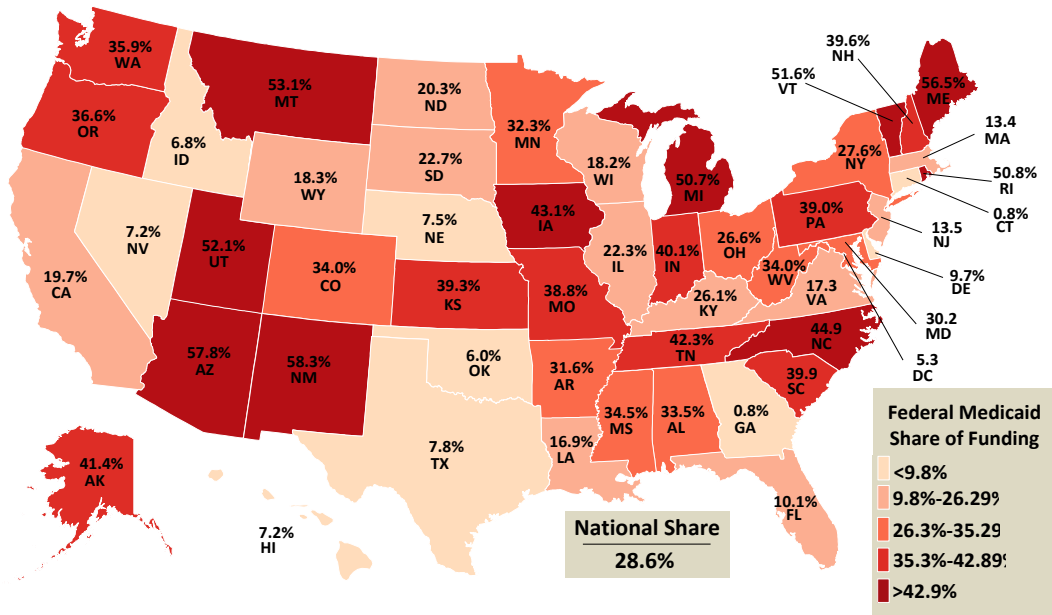 35.9%
WA
36.6%
OR
6.8%
ID
53.1%
MT
20.3%
ND
22.7%
SD
18.3%
WY
7.5%
NE
32.3%
MN
18.2%
WI
50.7%
MI
43.1%
IA
22.3%
IL
40.1%
IN
26.6%
OH
39.0%
PA
27.6%
NY
51.6%
VT
39.6%
NH
56.5%
ME
13.4
MA
50.8%
RI
0.8%
CT
13.5
NJ
9.7%
DE
30.2
MD
5.3
DC
34.0%
WV
17.3
VA
26.1%
KY
42.3%
TN
44.9
NC
39.9
SC
0.8%
GA
33.5%
AL
34.5%
MS
10.1%
FL
16.9%
LA
31.6%
AR
38.8%
MO
39.3%
KS
6.0%
OK
7.8%
TX
34.0%
CO
58.3%
NM
57.8%
AZ
52.1%
UT
7.2%
NV
19.7%
CA
41.4%
AK
7.2%
HI
National Share
28.6%
Federal Medicaid
Share of Funding
<9.8%
9.8%-26.29%
26.3%-35.29
35.3%-42.89%
>42.9%